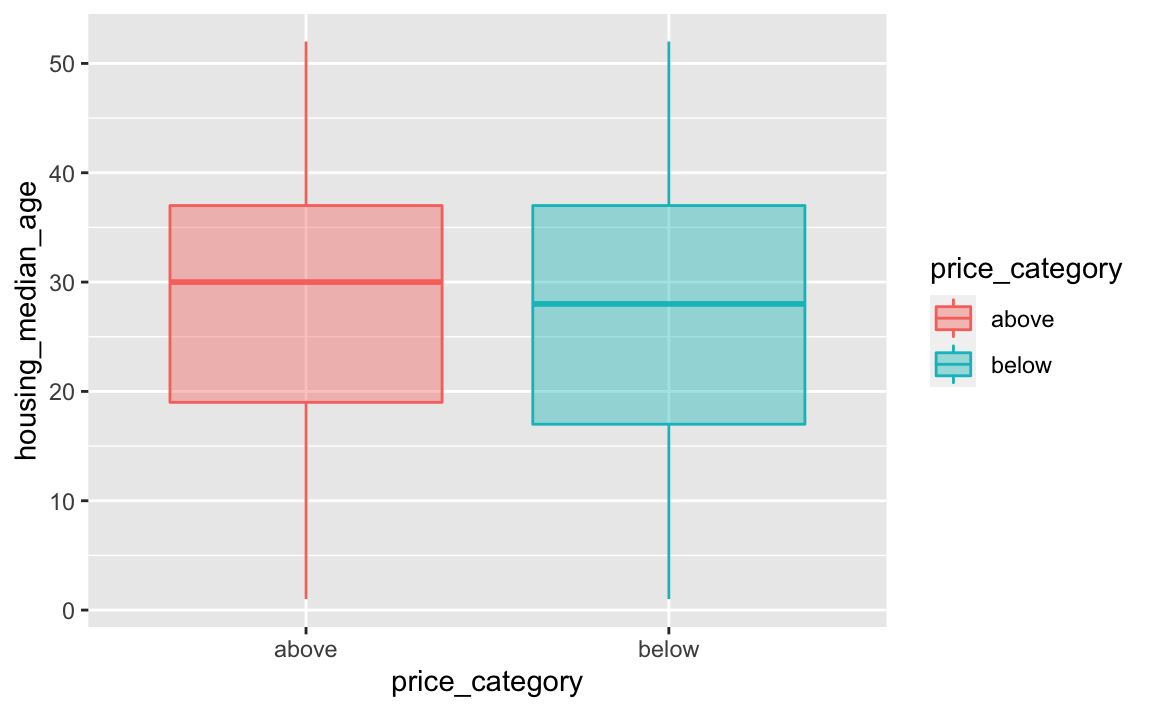 housing_median_age
50
40
30
20
10
0
above
below
price_category
price_category
above
below